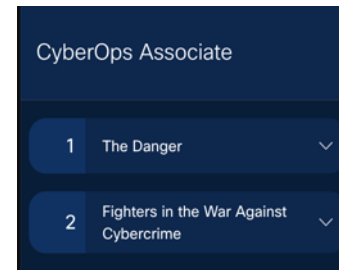 CyberOps Associate
1 The Danger
2 Fighters in the War Against
Cybercrime